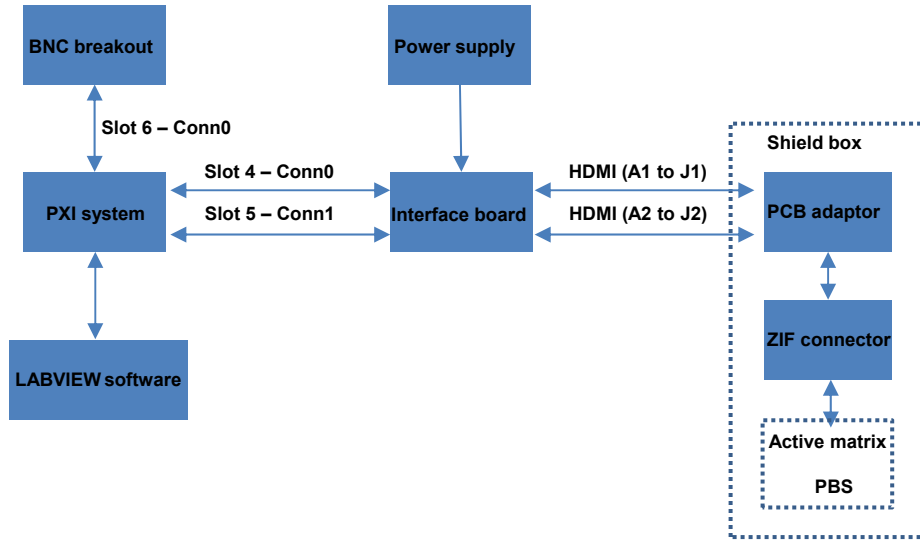 BNC breakout
Power supply
Slot 6 – Conn0
Shield box
Slot 4 – Conn0
HDMI (A1 to J1)
PXI system
Slot 5 – Conn1
Interface board
HDMI (A2 to J2)
PCB adaptor
ZIF connector
LABVIEW software
Active matrix
PBS